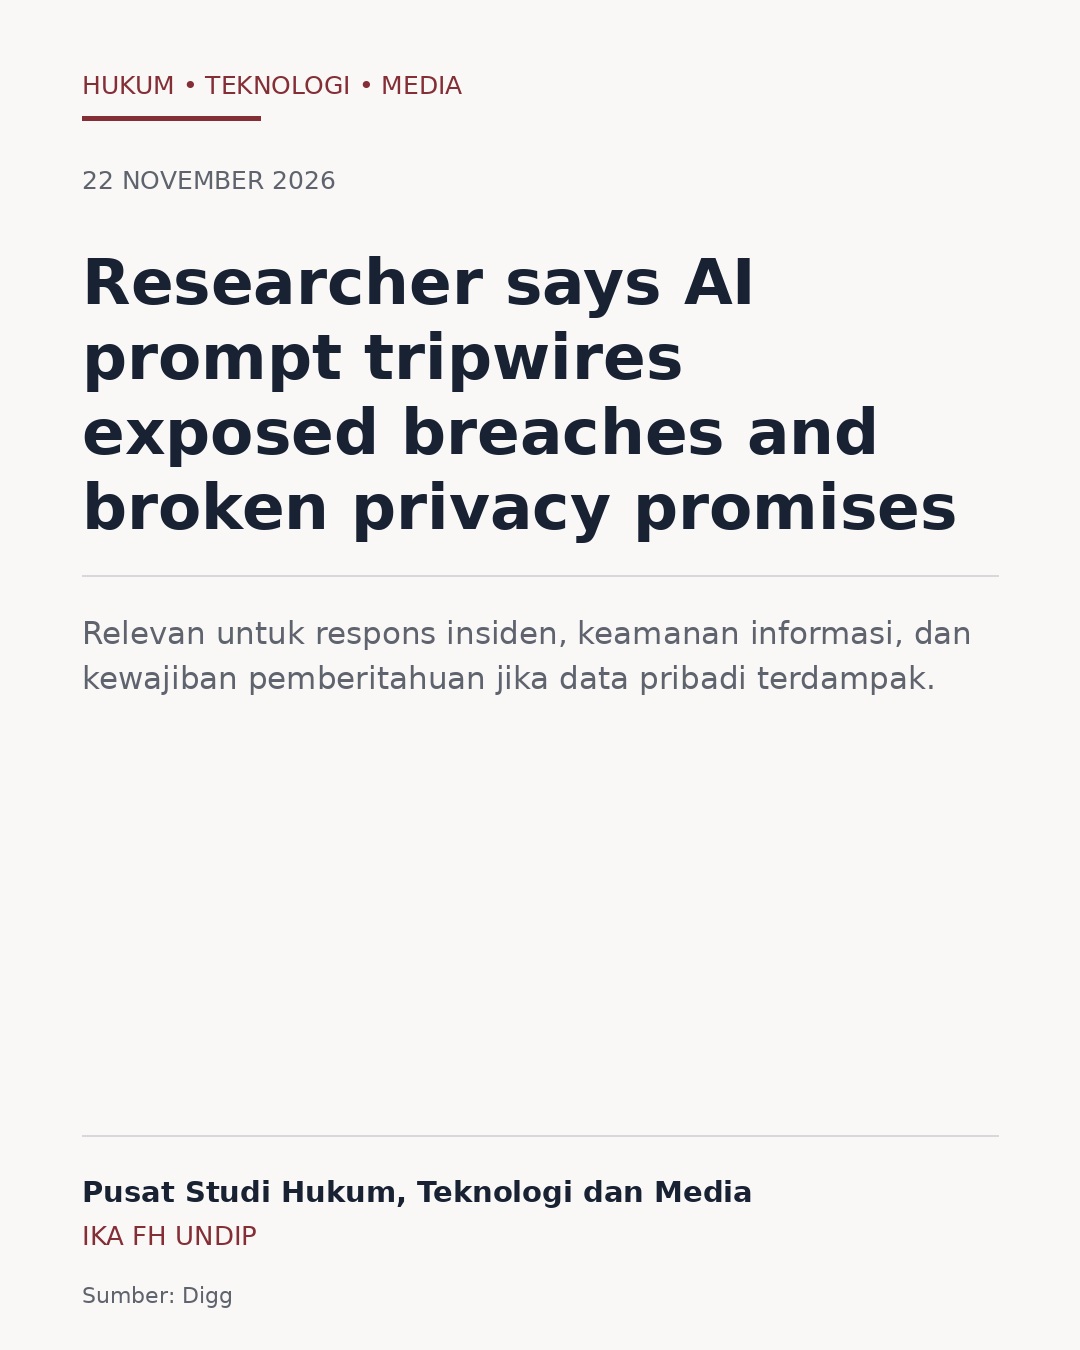 HUKUM • TEKNOLOGI • MEDIA
22 NOVEMBER 2026
Researcher says AI
prompt tripwires
exposed breaches and
broken privacy promises
Relevan untuk respons insiden, keamanan informasi, dan
kewajiban pemberitahuan jika data pribadi terdampak.
Pusat Studi Hukum, Teknologi dan Media
IKA FH UNDIP
Sumber: Digg